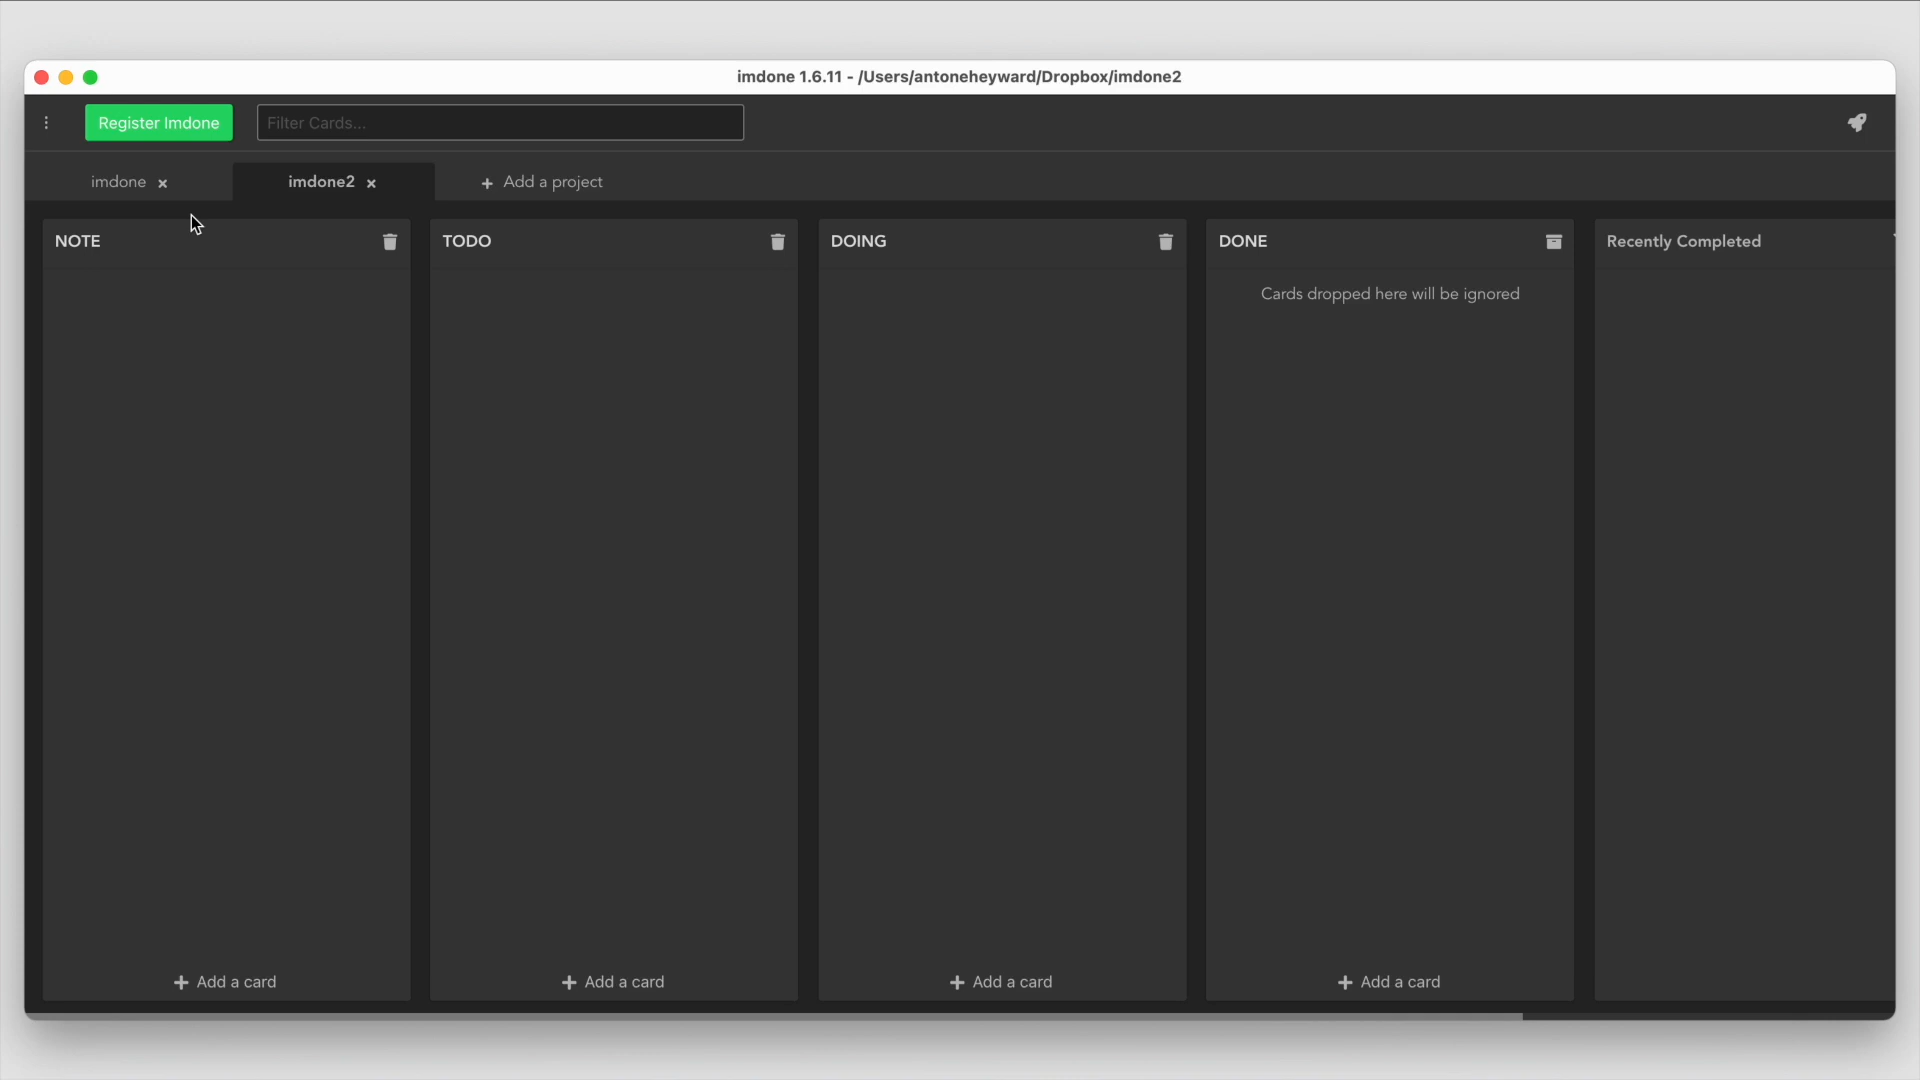 imdone 1.6.11 - /Users/antoneheyward/Dropbox/imdone2
Register Imdone
Filter Cards...
imdone
imdone2
Add a project
NOTE
TODO
DOING
DONE
Recently Completed
Cards dropped here will be ignored
Add a card
Add a card
Add a card
Add a card